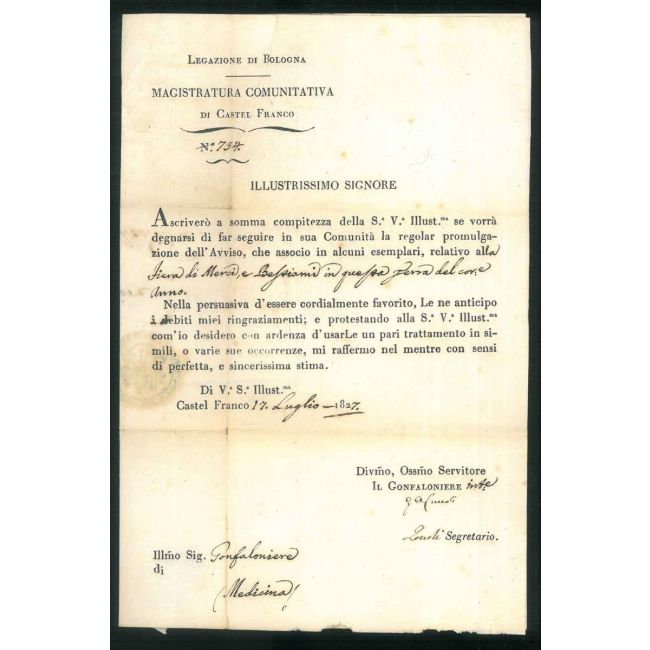 LEGAZIONE DI BOLOGNA
MAGISTRATURA COMUNITATIVA
DI CASTEL FRANCO
N.º 734.
ILLUSTRISSIMO SIGNORE
Ascriverò a somma compitezza della S.ª V.ª Illust.ᵐᵃ se vorrà
degnarsi di far seguire in sua Comunità la regolar promulga-
zione dell'Avviso, che associo in alcuni esemplari, relativo alla
Fiera di Merci, e Bestiami in questa Terra del cor.e
Anno.
Nella persuasiva d'essere cordialmente favorito, Le ne anticipo
i debiti miei ringraziamenti; e protestando alla S.ª V.ª Illust.ᵐᵃ
com'io desidero con ardenza d'usarLe un pari trattamento in si-
mili, o varie sue occorrenze, mi raffermo nel mentre con sensi
di perfetta, e sincerissima stima.
Di V.ª S.ª Illust.ᵐᵃ
Castel Franco 17. Luglio 1827.
Divm̃o, Ossm̃o Servitore
IL GONFALONIERE
Segretario.
Illm̃o Sig. Gonfaloniere
di
Medicina